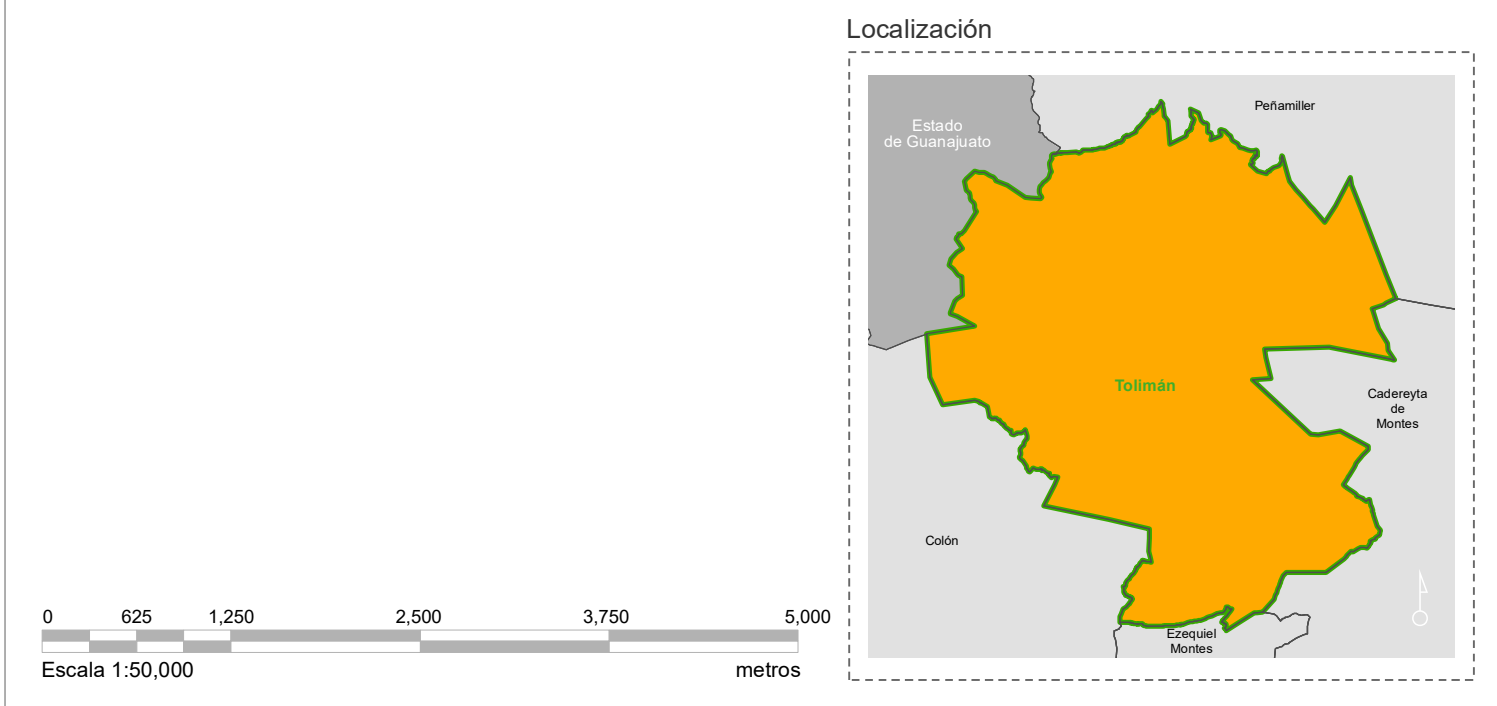 Localización
Estado
de Guanajuato
Peñamiller
Tolimán
Cadereyta
de
Montes
Colón
Ezequiel
Montes
0 625 1,250 2,500 3,750 5,000
Escala 1:50,000 metros